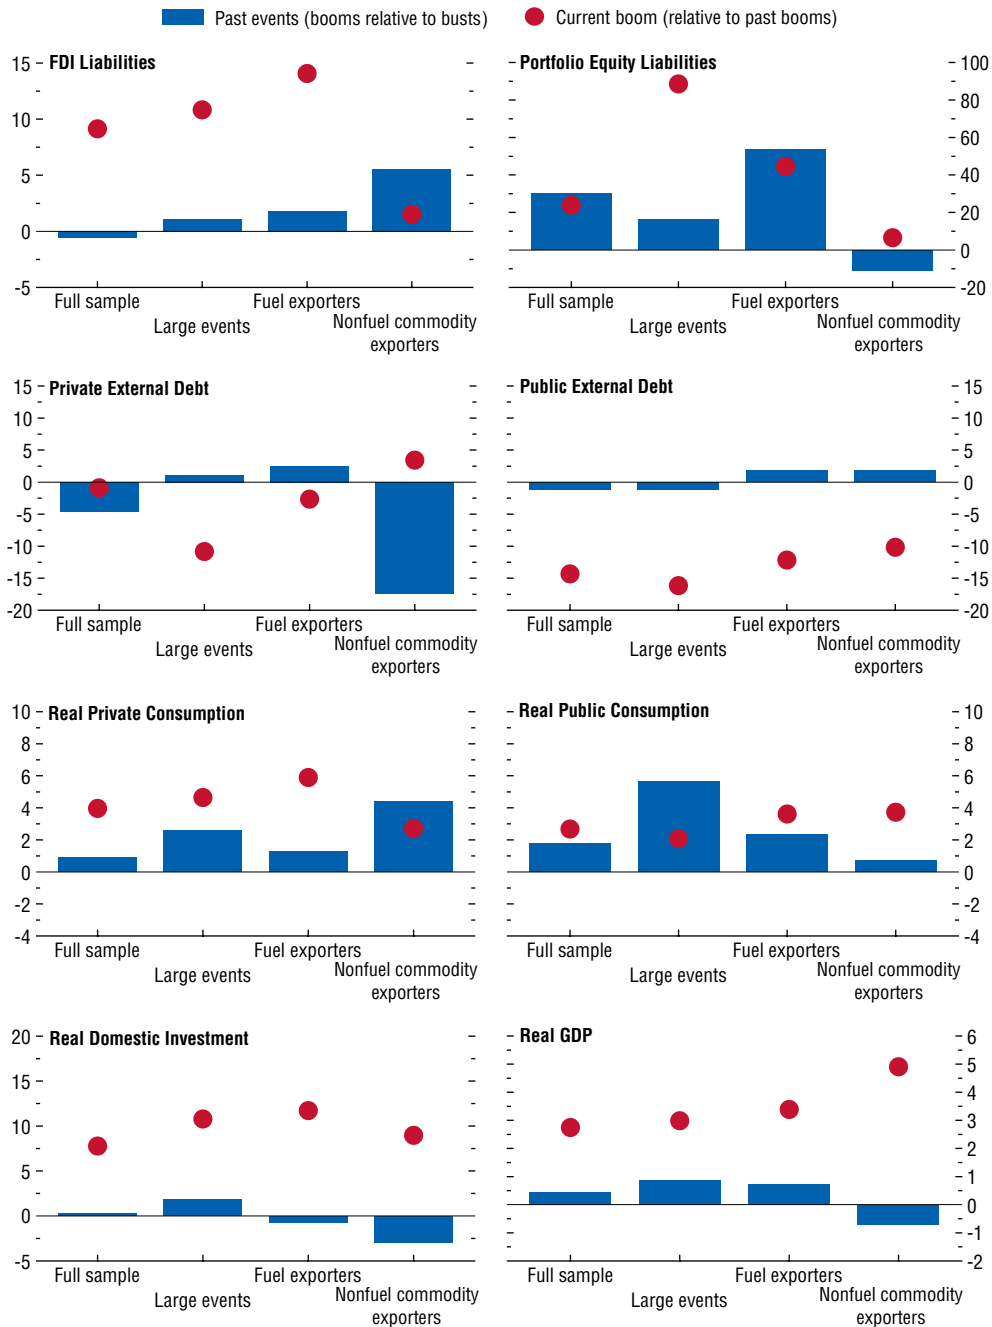 Past events (booms relative to busts)
Current boom (relative to past booms)
FDI Liabilities
15
10
5
0
-5
Full sample
Large events
Fuel exporters
Nonfuel commodity
exporters
Portfolio Equity Liabilities
100
80
60
40
20
0
-20
Full sample
Large events
Fuel exporters
Nonfuel commodity
exporters
Private External Debt
15
10
5
0
-5
-10
-15
-20
Full sample
Large events
Fuel exporters
Nonfuel commodity
exporters
Public External Debt
15
10
5
0
-5
-10
-15
-20
Full sample
Large events
Fuel exporters
Nonfuel commodity
exporters
Real Private Consumption
10
8
6
4
2
0
-2
-4
Full sample
Large events
Fuel exporters
Nonfuel commodity
exporters
Real Public Consumption
10
8
6
4
2
0
-2
-4
Full sample
Large events
Fuel exporters
Nonfuel commodity
exporters
Real Domestic Investment
20
15
10
5
0
-5
Full sample
Large events
Fuel exporters
Nonfuel commodity
exporters
Real GDP
6
5
4
3
2
1
0
-1
-2
Full sample
Large events
Fuel exporters
Nonfuel commodity
exporters